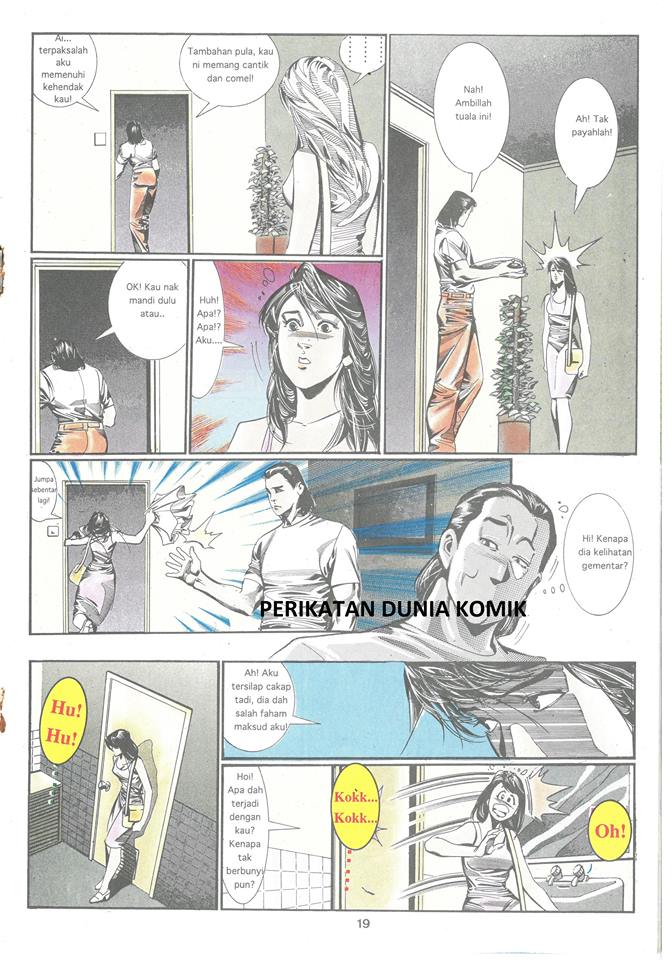 Ai...
terpaksalah
aku
memenuhi
kehendak
kau!
Tambahan pula, kau
ni memang cantik
dan comel!
Nah!
Ambillah
tuala ini!
Ah! Tak
payahlah!
OK! Kau nak
mandi dulu
atau..
Huh!
Apa!?
Apa!?
Aku....
Jumpa
sebentar
lagi!
Hi! Kenapa
dia kelihatan
gementar?
PERIKATAN DUNIA KOMIK
Hu!
Hu!
Ah! Aku
tersilap cakap
tadi, dia dah
salah faham
maksud aku!
Hoi!
Apa dah
terjadi
dengan
kau?
Kenapa
tak
berbunyi
pun?
Kokk...
Kokk...
Oh!
19